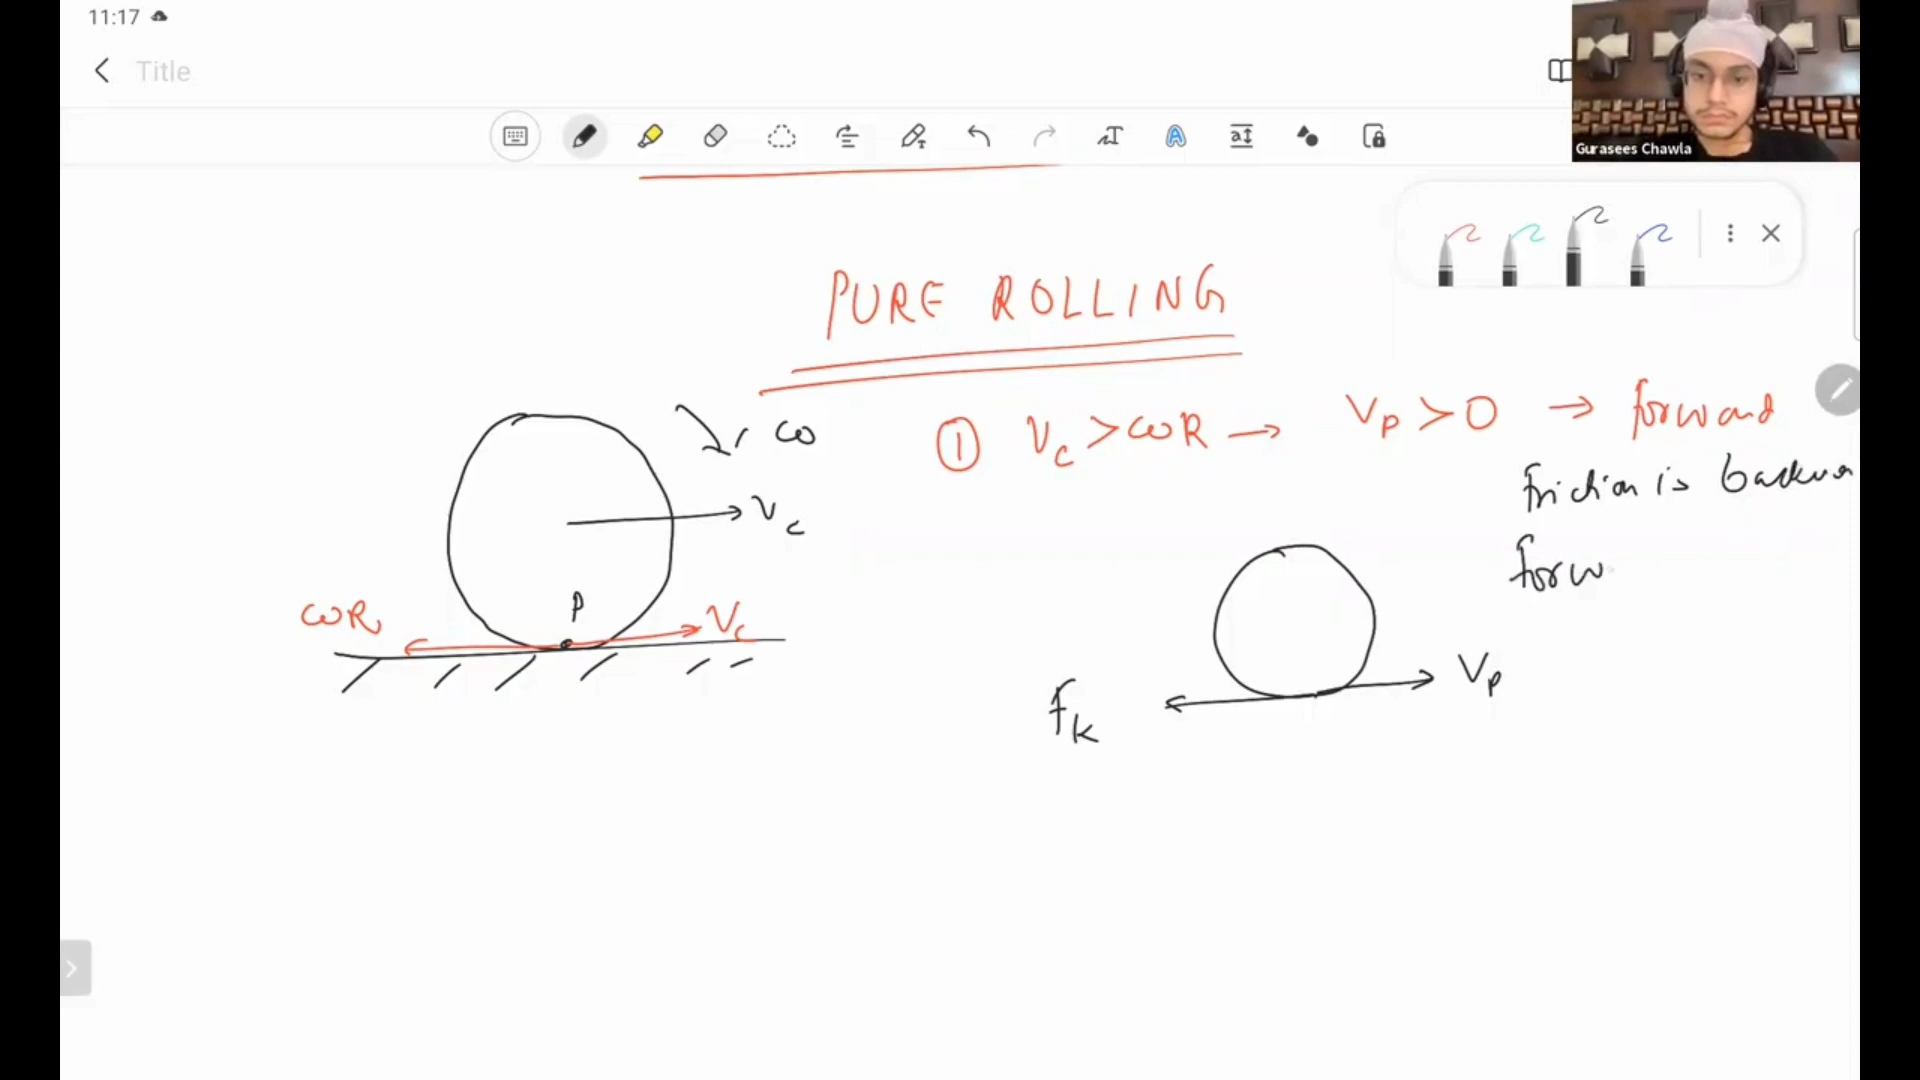 11:17
Title
Gurasees Chawla
PURE ROLLING
① Vc > ωR → Vp > 0 → forward
friction is backwar
forw
ω
Vc
P
ωR
Vc
Vp
fK